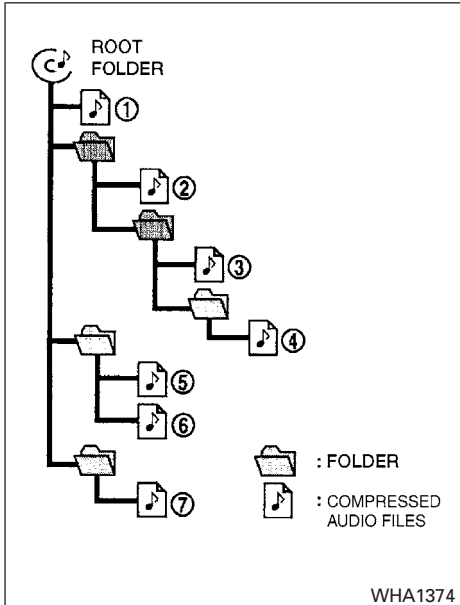 ROOT
FOLDER
①
②
③
④
⑤
⑥
⑦
: FOLDER
: COMPRESSED
AUDIO FILES
WHA1374